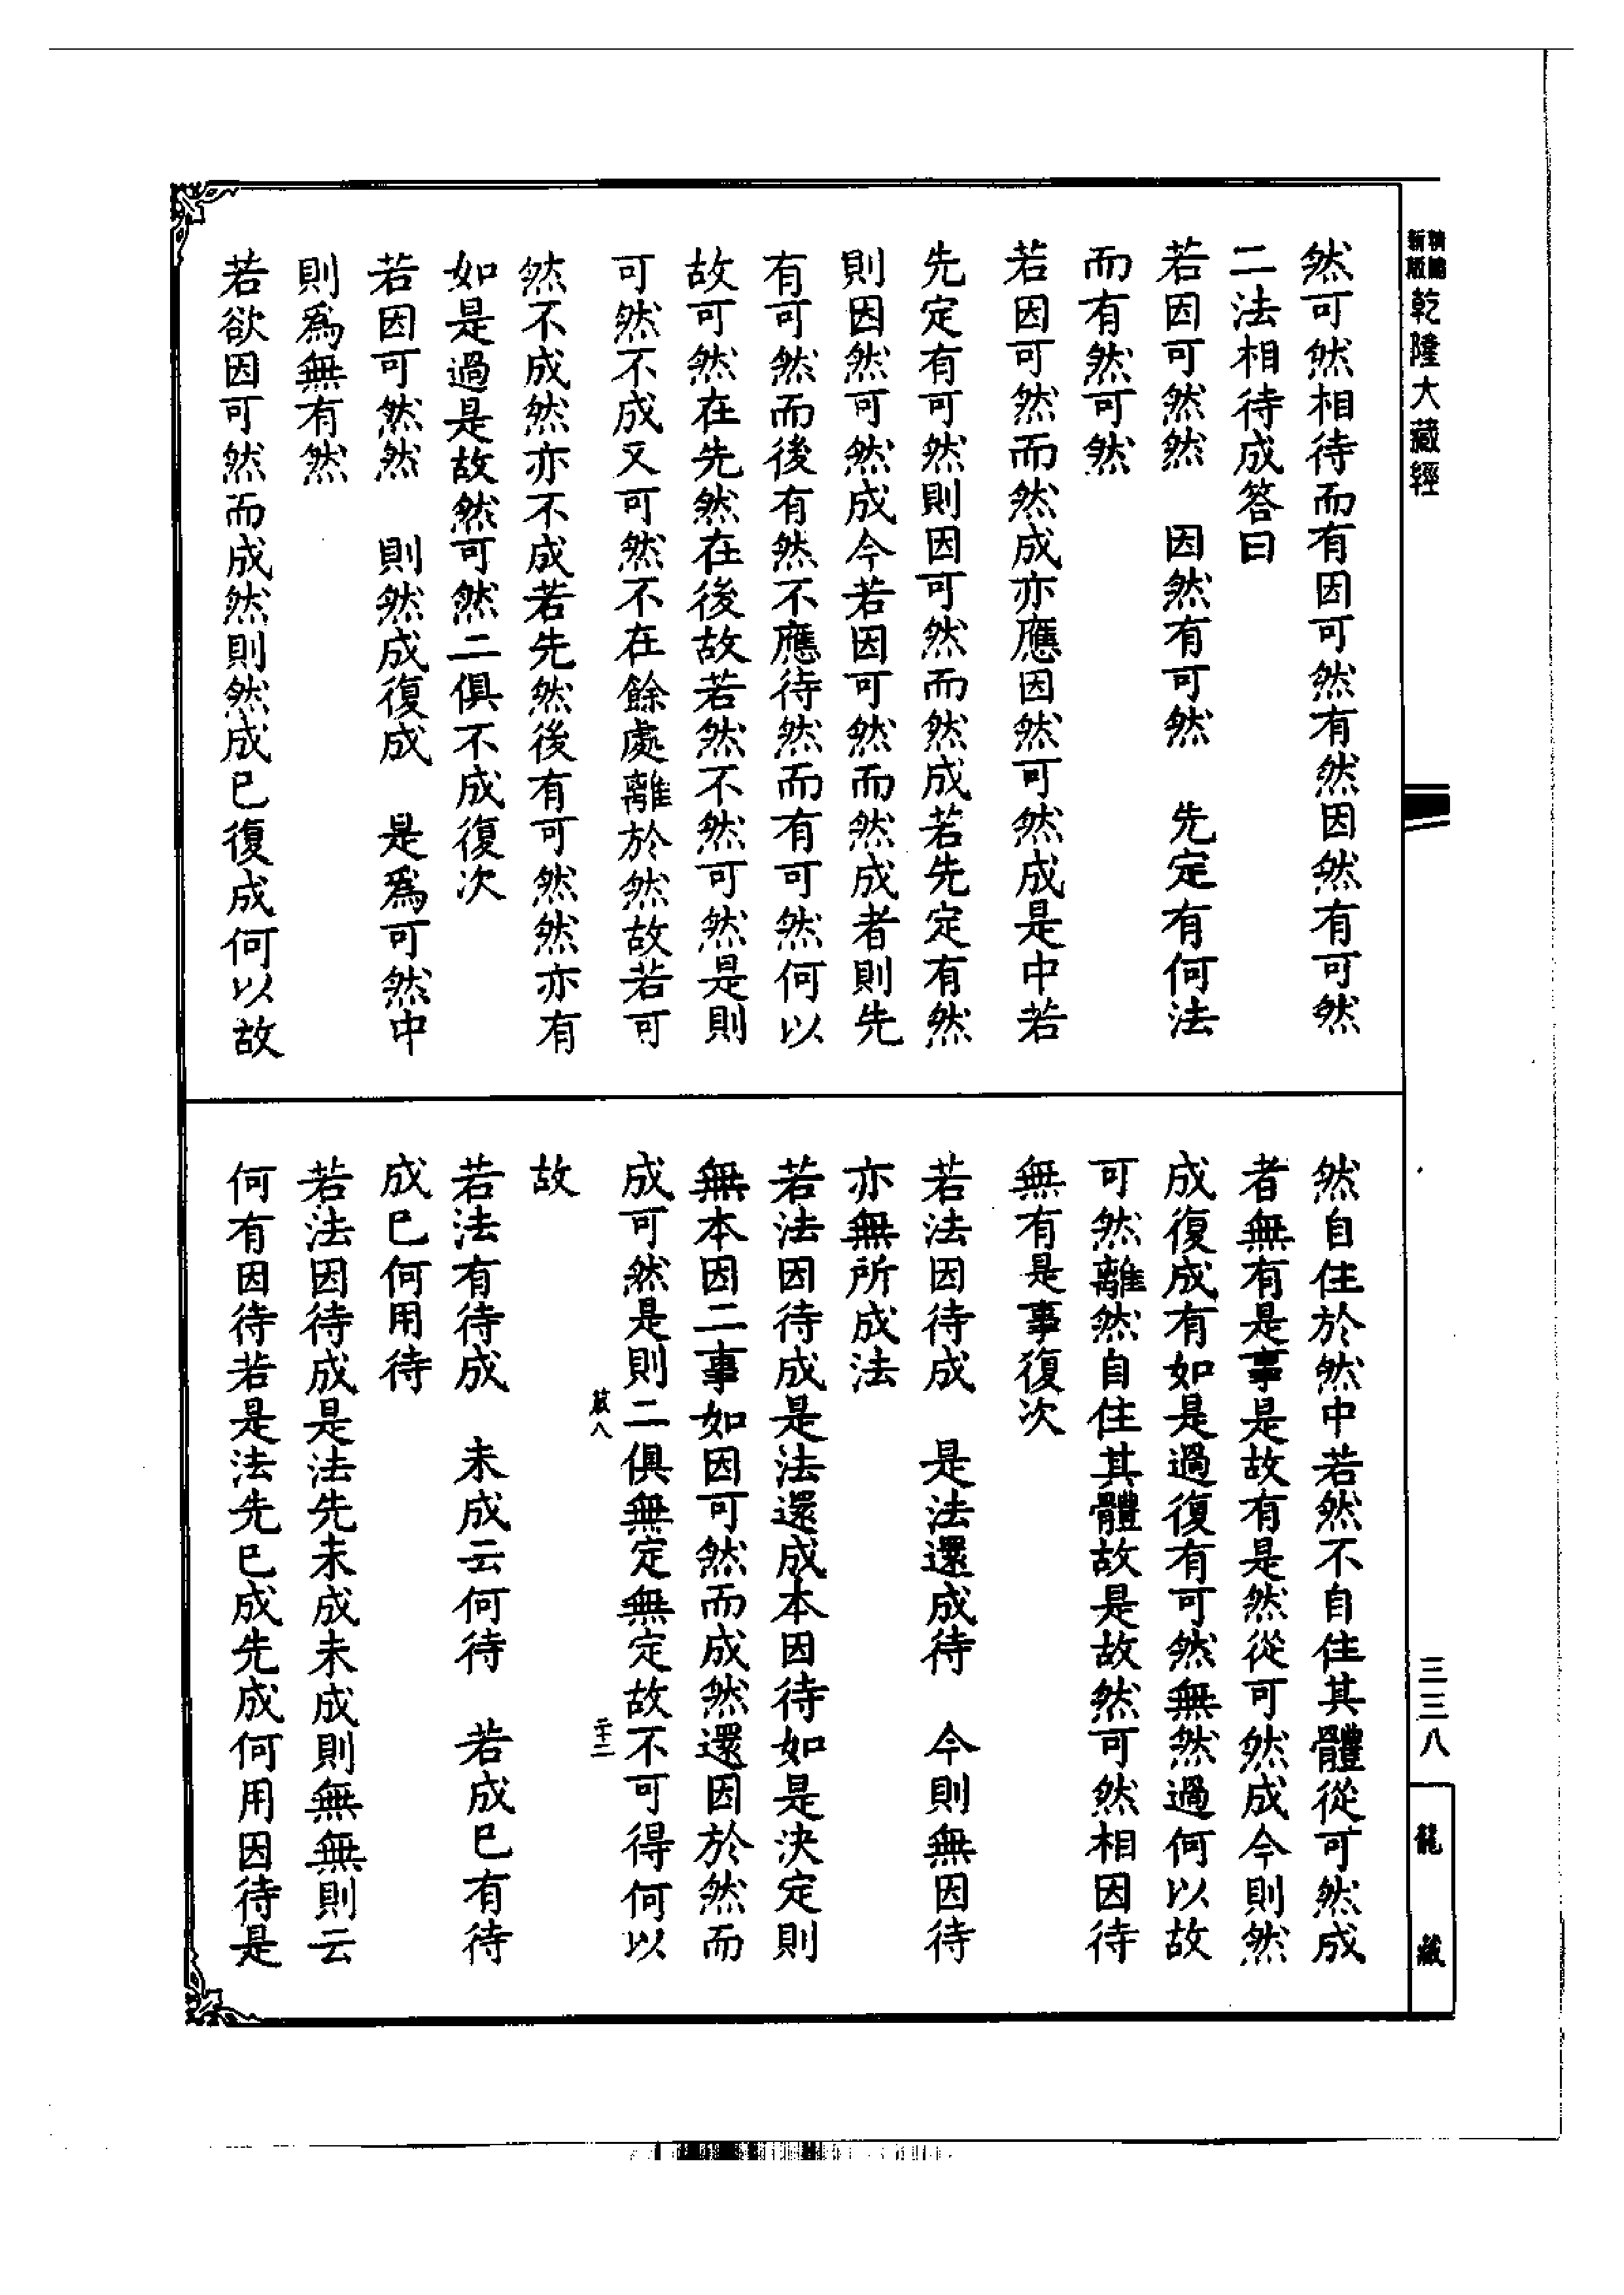 新版精縮乾隆大藏經
三三八
龍藏
然可然相待而有因可然有然因然有可然
二法相待成答曰
若因可然然　因然有可然　先定有何法
而有然可然
若因可然而然成亦應因然可然成是中若
先定有可然則因可然而然成若先定有然
則因然可然成今若因可然而然成者則先
有可然而後有然不應待然而有可然何以
故可然在先然在後故若然不然可然是則
可然不成又可然不在餘處離於然故若可
然不成然亦不成若先然後有可然然亦有
如是過是故然可然二俱不成復次
若因可然然　則然成復成　是爲可然中
則爲無有然
若欲因可然而成然則然成已復成何以故
然自住於然中若然不自住其體從可然成
者無有是事是故有是然從可然成今則然
成復成有如是過復有可然無然過何以故
可然離然自住其體故是故然可然相因待
無有是事復次
若法因待成　是法還成待　今則無因待
亦無所成法
若法因待成是法還成本因待如是決定則
無本因二事如因可然而成然還因於然而
成可然是則二俱無定無定故不可得何以
二十二
故
若法有待成　未成云何待　若成已有待
成已何用待
若法因待成是法先未成未成則無無則云
何有因待若是法先已成先成何用因待是